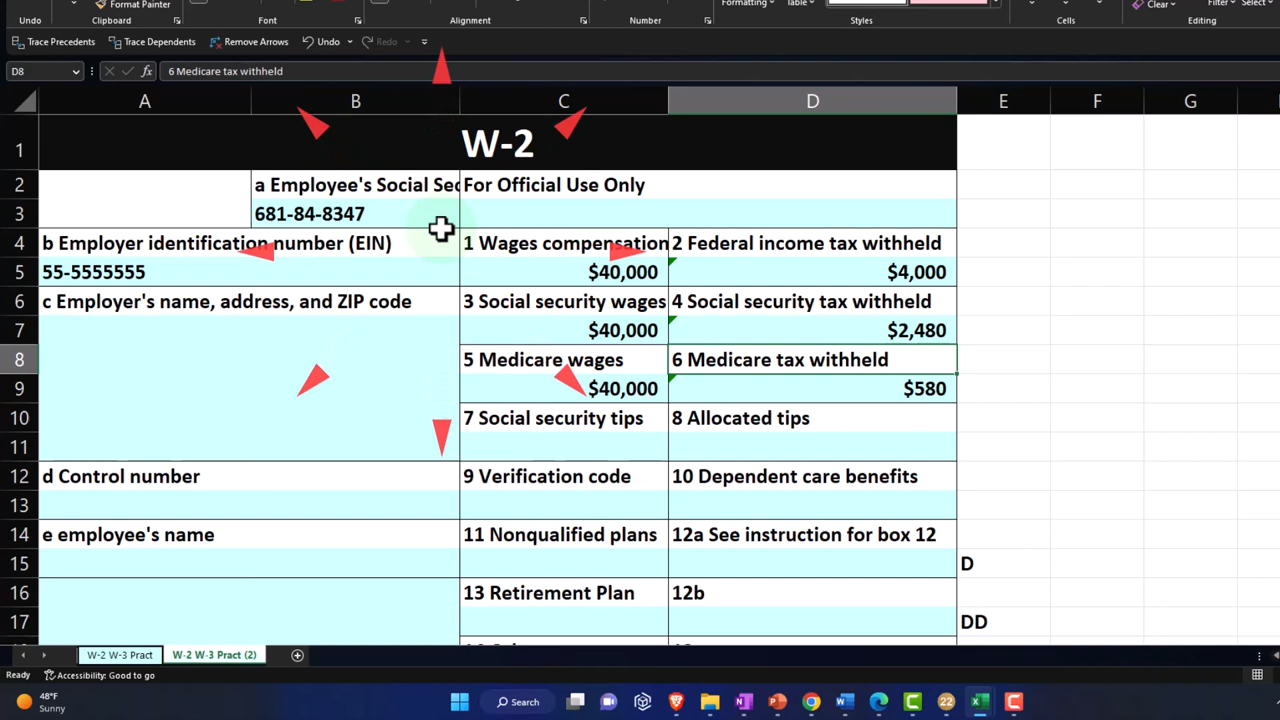 Format Painter
Formatting
Table
Clear
Filter
Select
Undo
Clipboard
Font
Alignment
Number
Styles
Cells
Editing
Trace Precedents
Trace Dependents
Remove Arrows
Undo
Redo
D8
fx
6 Medicare tax withheld
A B C D E F G
1 W-2
2 a Employee's Social Sec For Official Use Only
3 681-84-8347
4 b Employer identification number (EIN) 1 Wages compensation 2 Federal income tax withheld
5 55-5555555 $40,000 $4,000
6 c Employer's name, address, and ZIP code 3 Social security wages 4 Social security tax withheld
7 $40,000 $2,480
8 5 Medicare wages 6 Medicare tax withheld
9 $40,000 $580
10 7 Social security tips 8 Allocated tips
11
12 d Control number 9 Verification code 10 Dependent care benefits
13
14 e employee's name 11 Nonqualified plans 12a See instruction for box 12
15 D
16 13 Retirement Plan 12b
17 DD
W-2 W-3 Pract W-2 W-3 Pract (2)
Ready Accessibility: Good to go
48°F
Sunny
Search
22